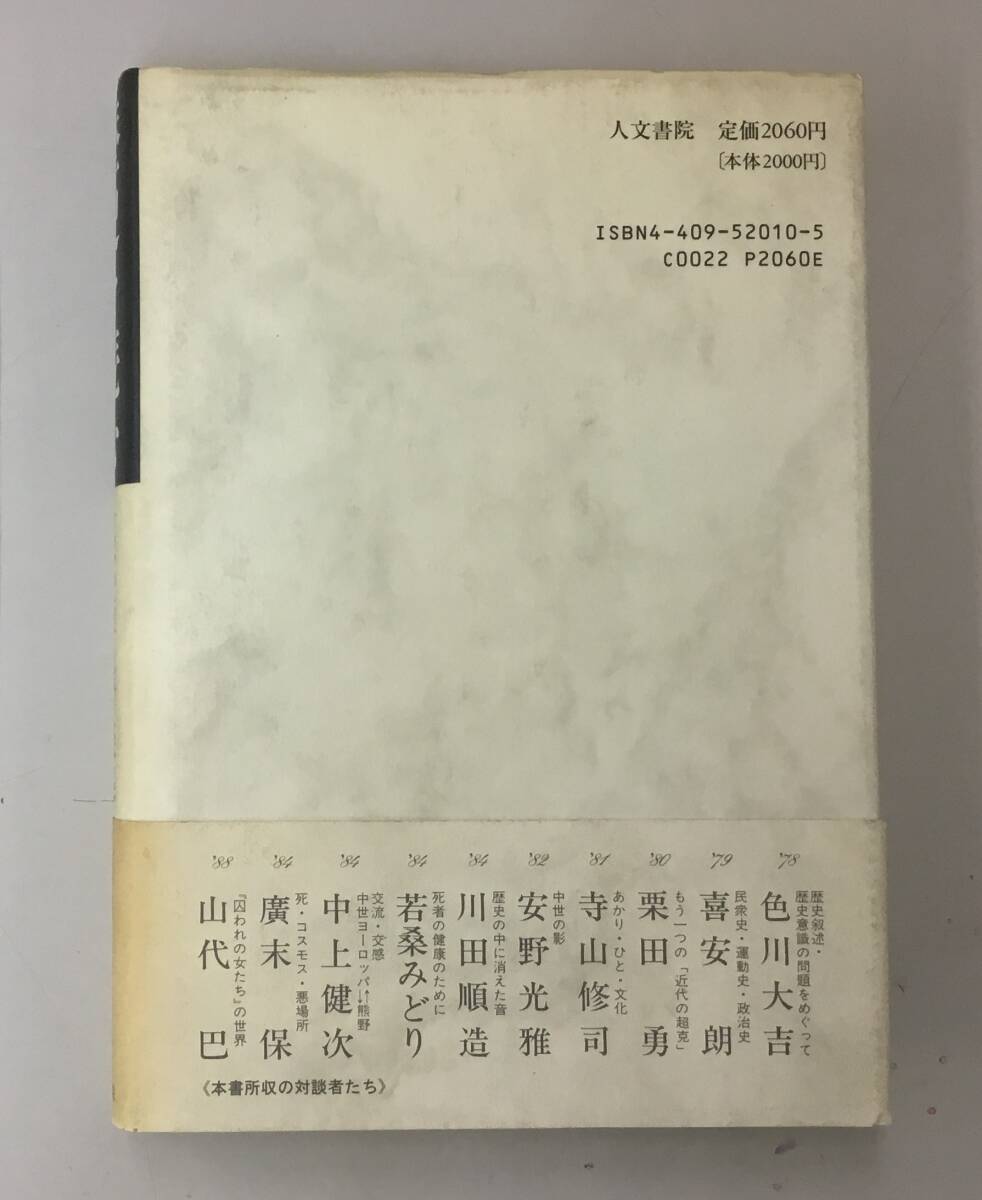 人文書院 定価2060円
〔本体2000円〕
ISBN4-409-52010-5
C0022 P2060E
'78
歴史叙述・
歴史意識の問題をめぐって
色川大吉
'79
民衆史・運動史・政治史
喜安 朗
'80
もう一つの「近代の超克」
栗田 勇
'81
あかり・ひと・文化
寺山修司
'82
中世の影
安野光雅
'84
歴史の中に消えた音
川田順造
'84
死者の健康のために
若桑みどり
'84
交流・交感
中世ヨーロッパ↓↑熊野
中上健次
'84
死・コスモス・悪場所
廣末 保
'88
『囚われの女たち』の世界
山代 巴
《本書所収の対談者たち》